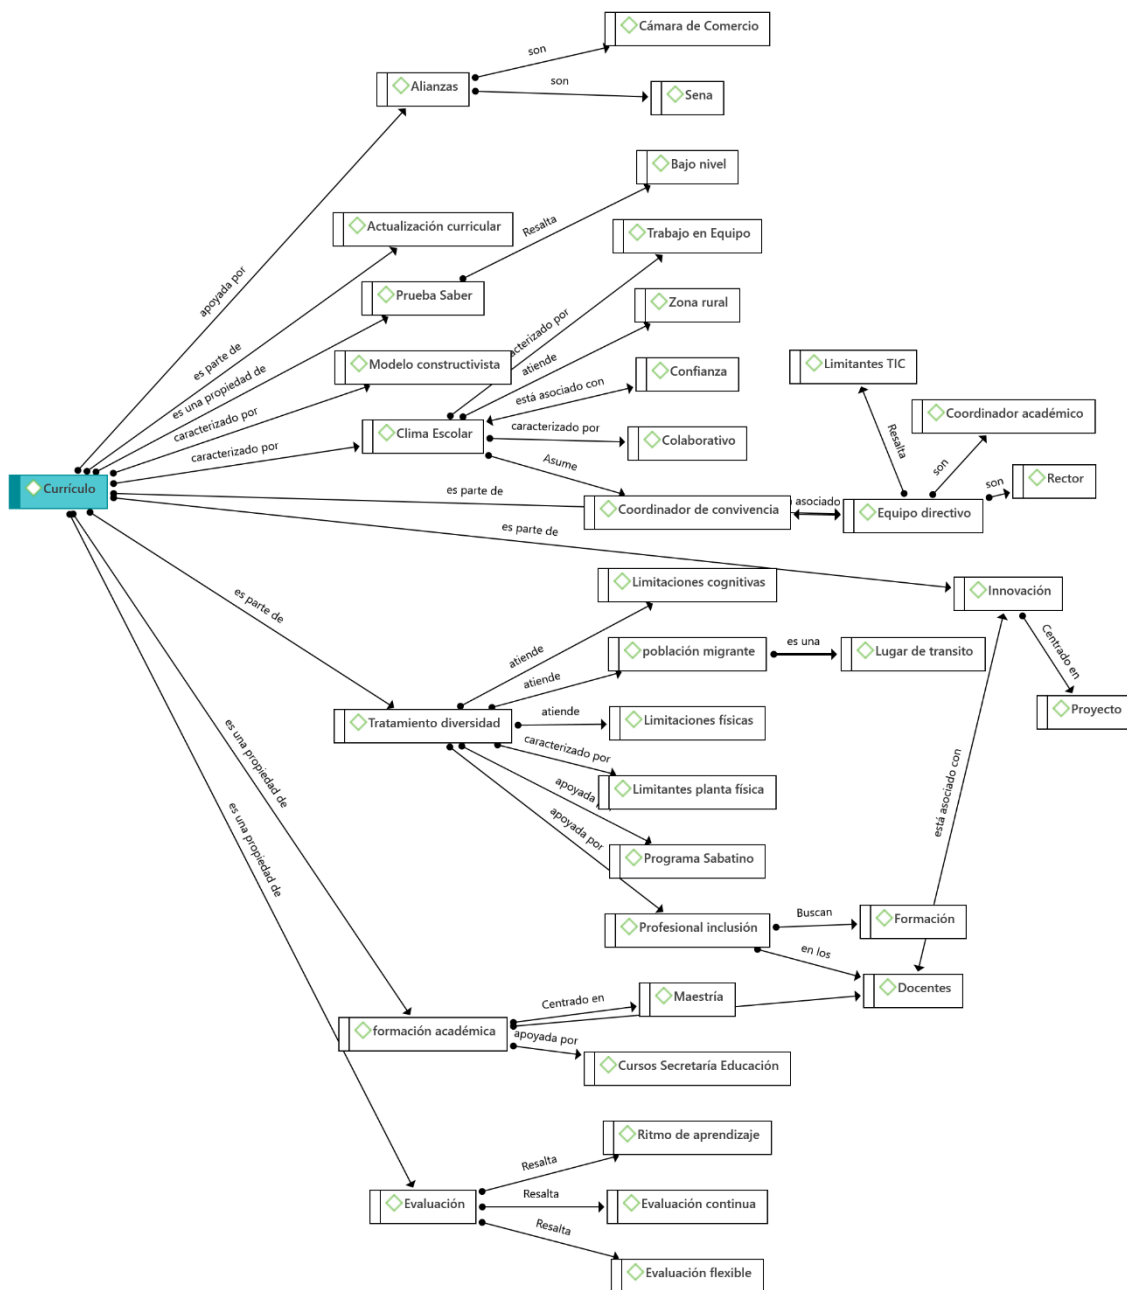 Cámara de Comercio
son
Alianzas
son
Sena
Bajo nivel
Resalta
Actualización curricular
Trabajo en Equipo
apoyada por
Prueba Saber
Zona rural
es parte de
atiende
Modelo constructivista
Limitantes TIC
es una propiedad de
Confianza
está asociado con
caracterizado por
Coordinador académico
Clima Escolar
caracterizado por
Colaborativo
caracterizado por
Resalta
Asume
son
Currículo
es parte de
son
Rector
Coordinador de convivencia
asociado
Equipo directivo
es parte de
Limitaciones cognitivas
Innovación
es parte de
atiende
Centrado en
población migrante
es una
Lugar de transito
atiende
Tratamiento diversidad
atiende
Limitaciones físicas
Proyecto
caracterizado por
es una propiedad de
Limitantes planta física
apoyada
está asociado con
apoyada por
es una propiedad de
Programa Sabatino
Profesional inclusión
Buscan
Formación
en los
Docentes
Centrado en
Maestría
formación académica
apoyada por
Cursos Secretaría Educación
Ritmo de aprendizaje
Resalta
Evaluación
Resalta
Evaluación continua
Resalta
Evaluación flexible